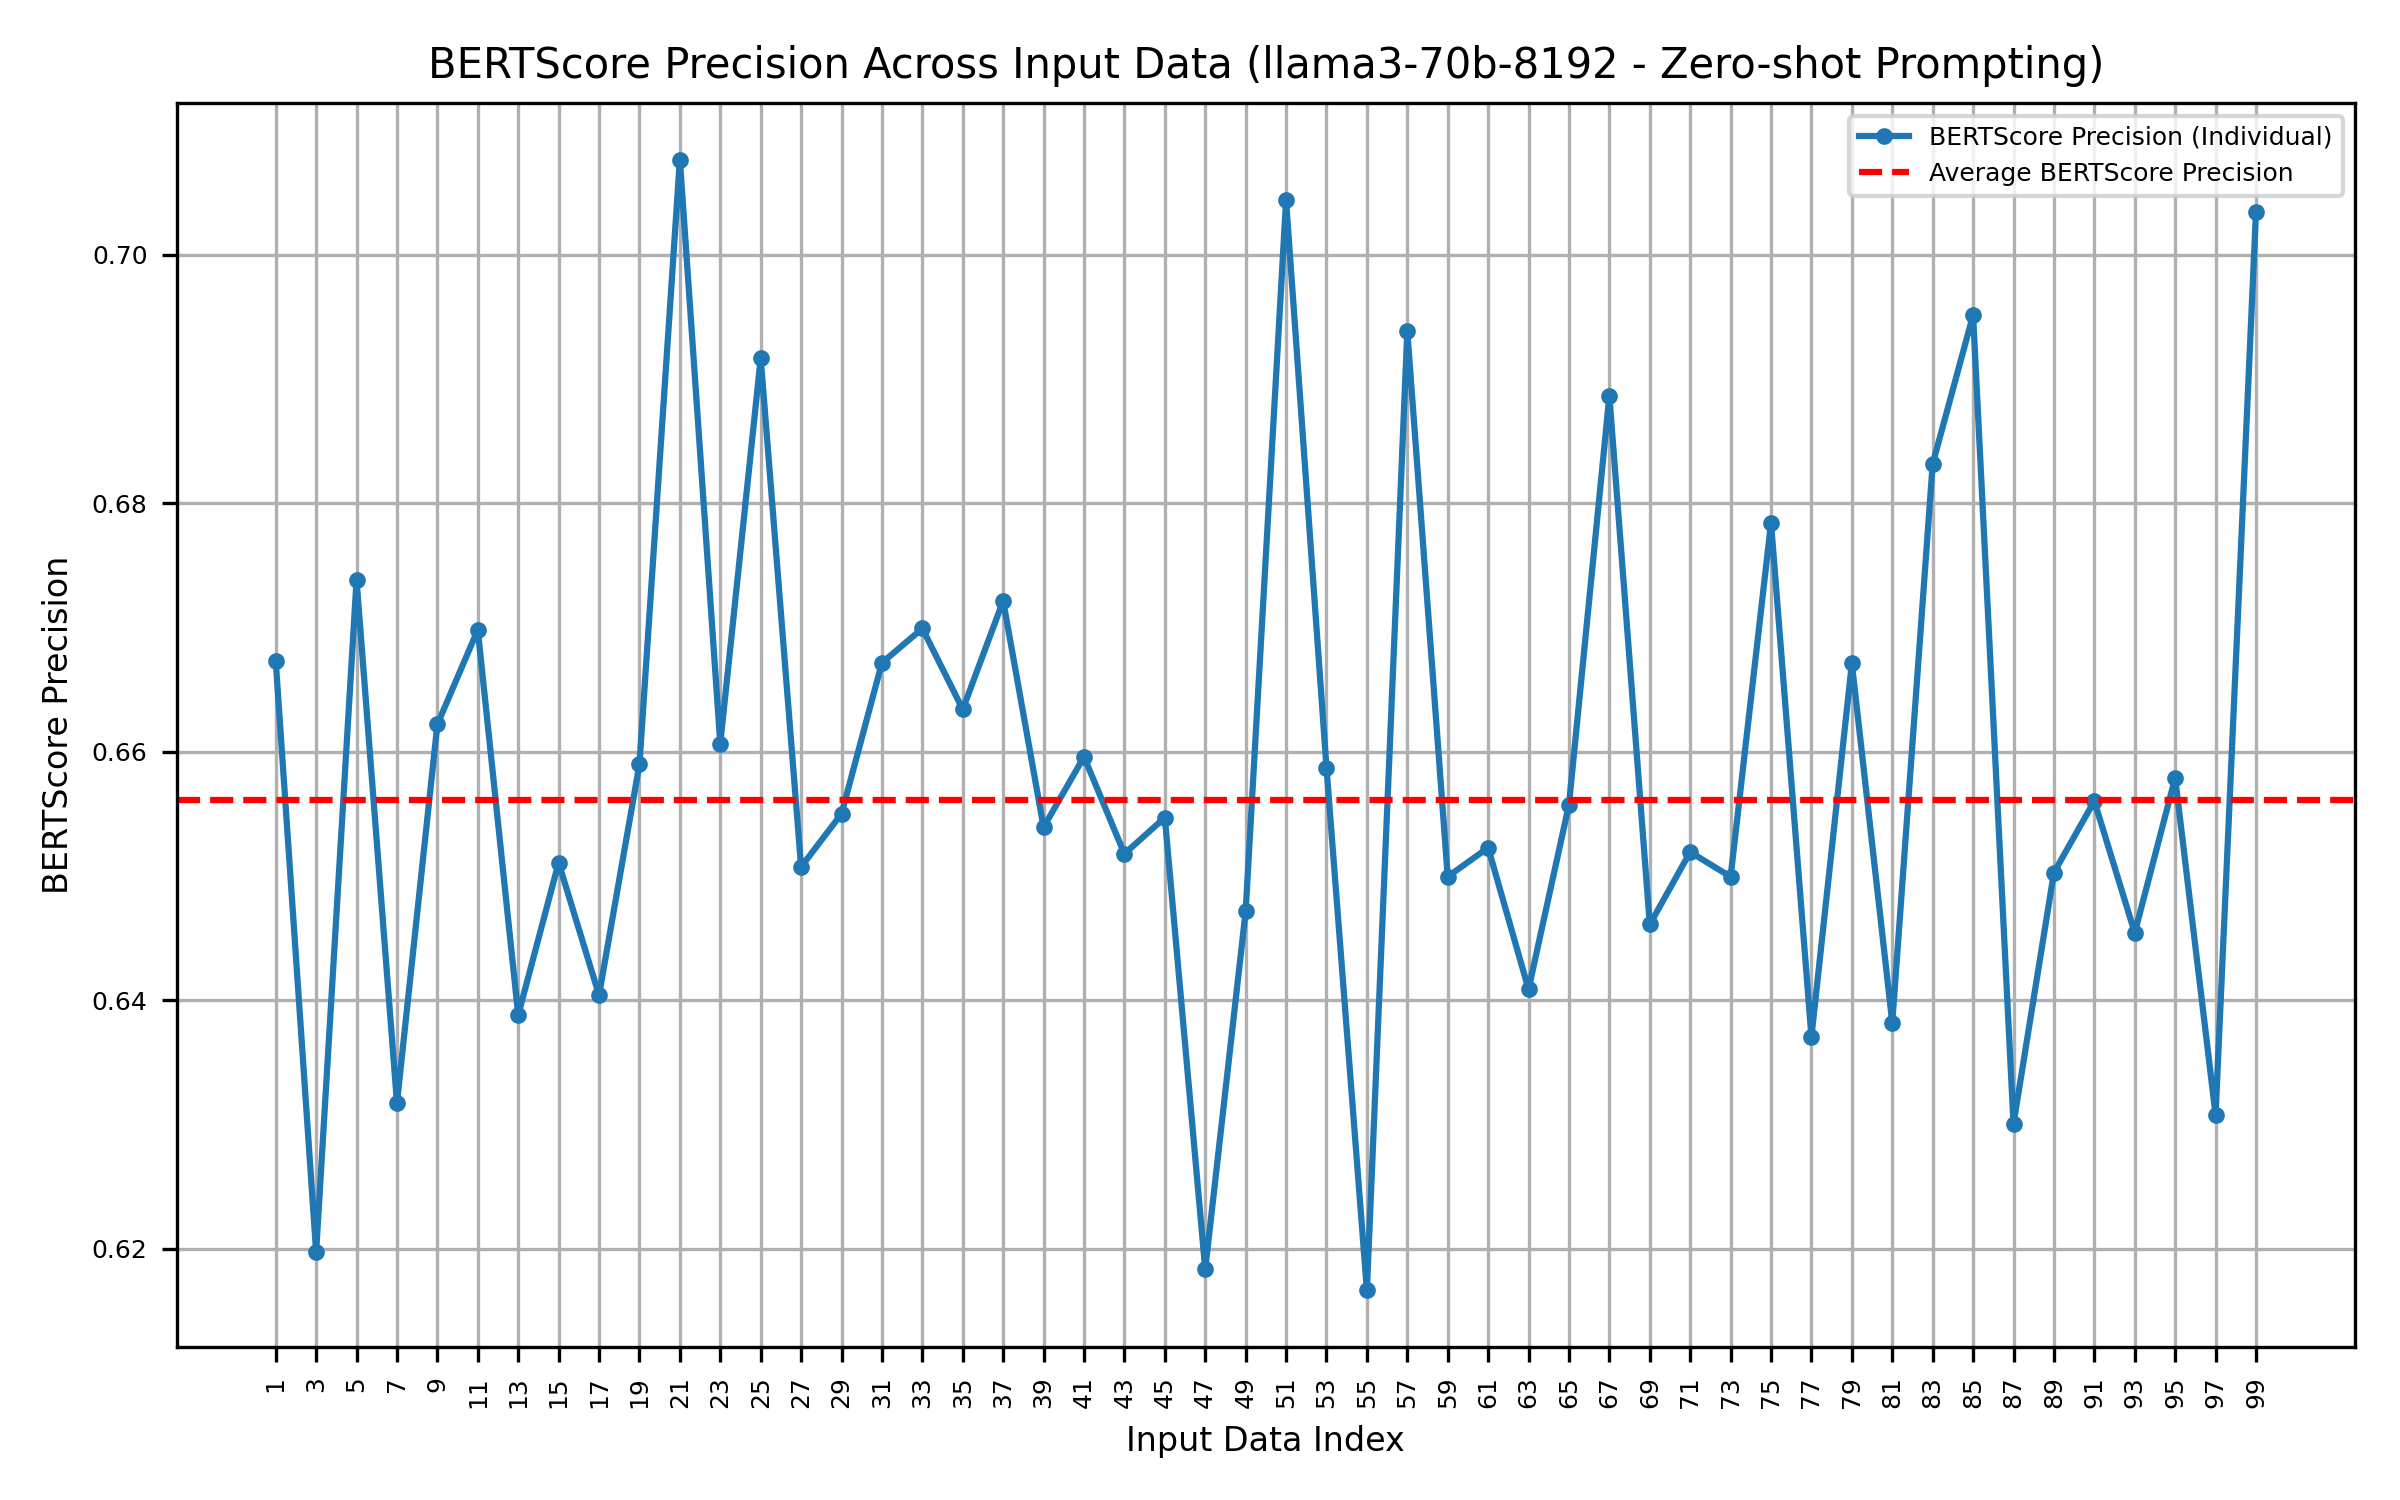 BERTScore Precision Across Input Data (llama3-70b-8192 - Zero-shot Prompting)
BERTScore Precision (Individual)
Average BERTScore Precision
BERTScore Precision
0.70
0.68
0.66
0.64
0.62
1 3 5 7 9 11 13 15 17 19 21 23 25 27 29 31 33 35 37 39 41 43 45 47 49 51 53 55 57 59 61 63 65 67 69 71 73 75 77 79 81 83 85 87 89 91 93 95 97 99
Input Data Index